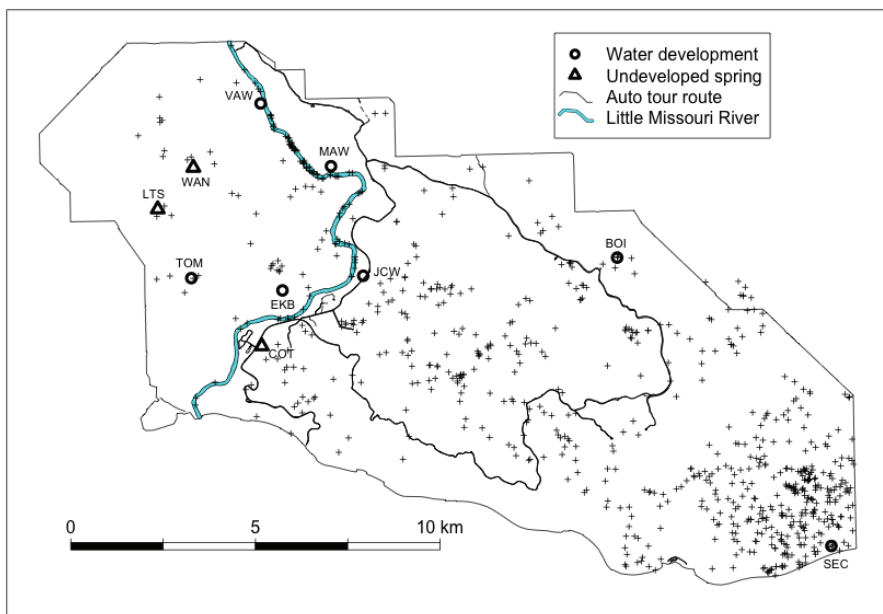 Water development
Undeveloped spring
Auto tour route
Little Missouri River
VAW
MAW
WAN
LTS
BOI
TOM
JCW
EKB
COT
0 5 10 km
SEC